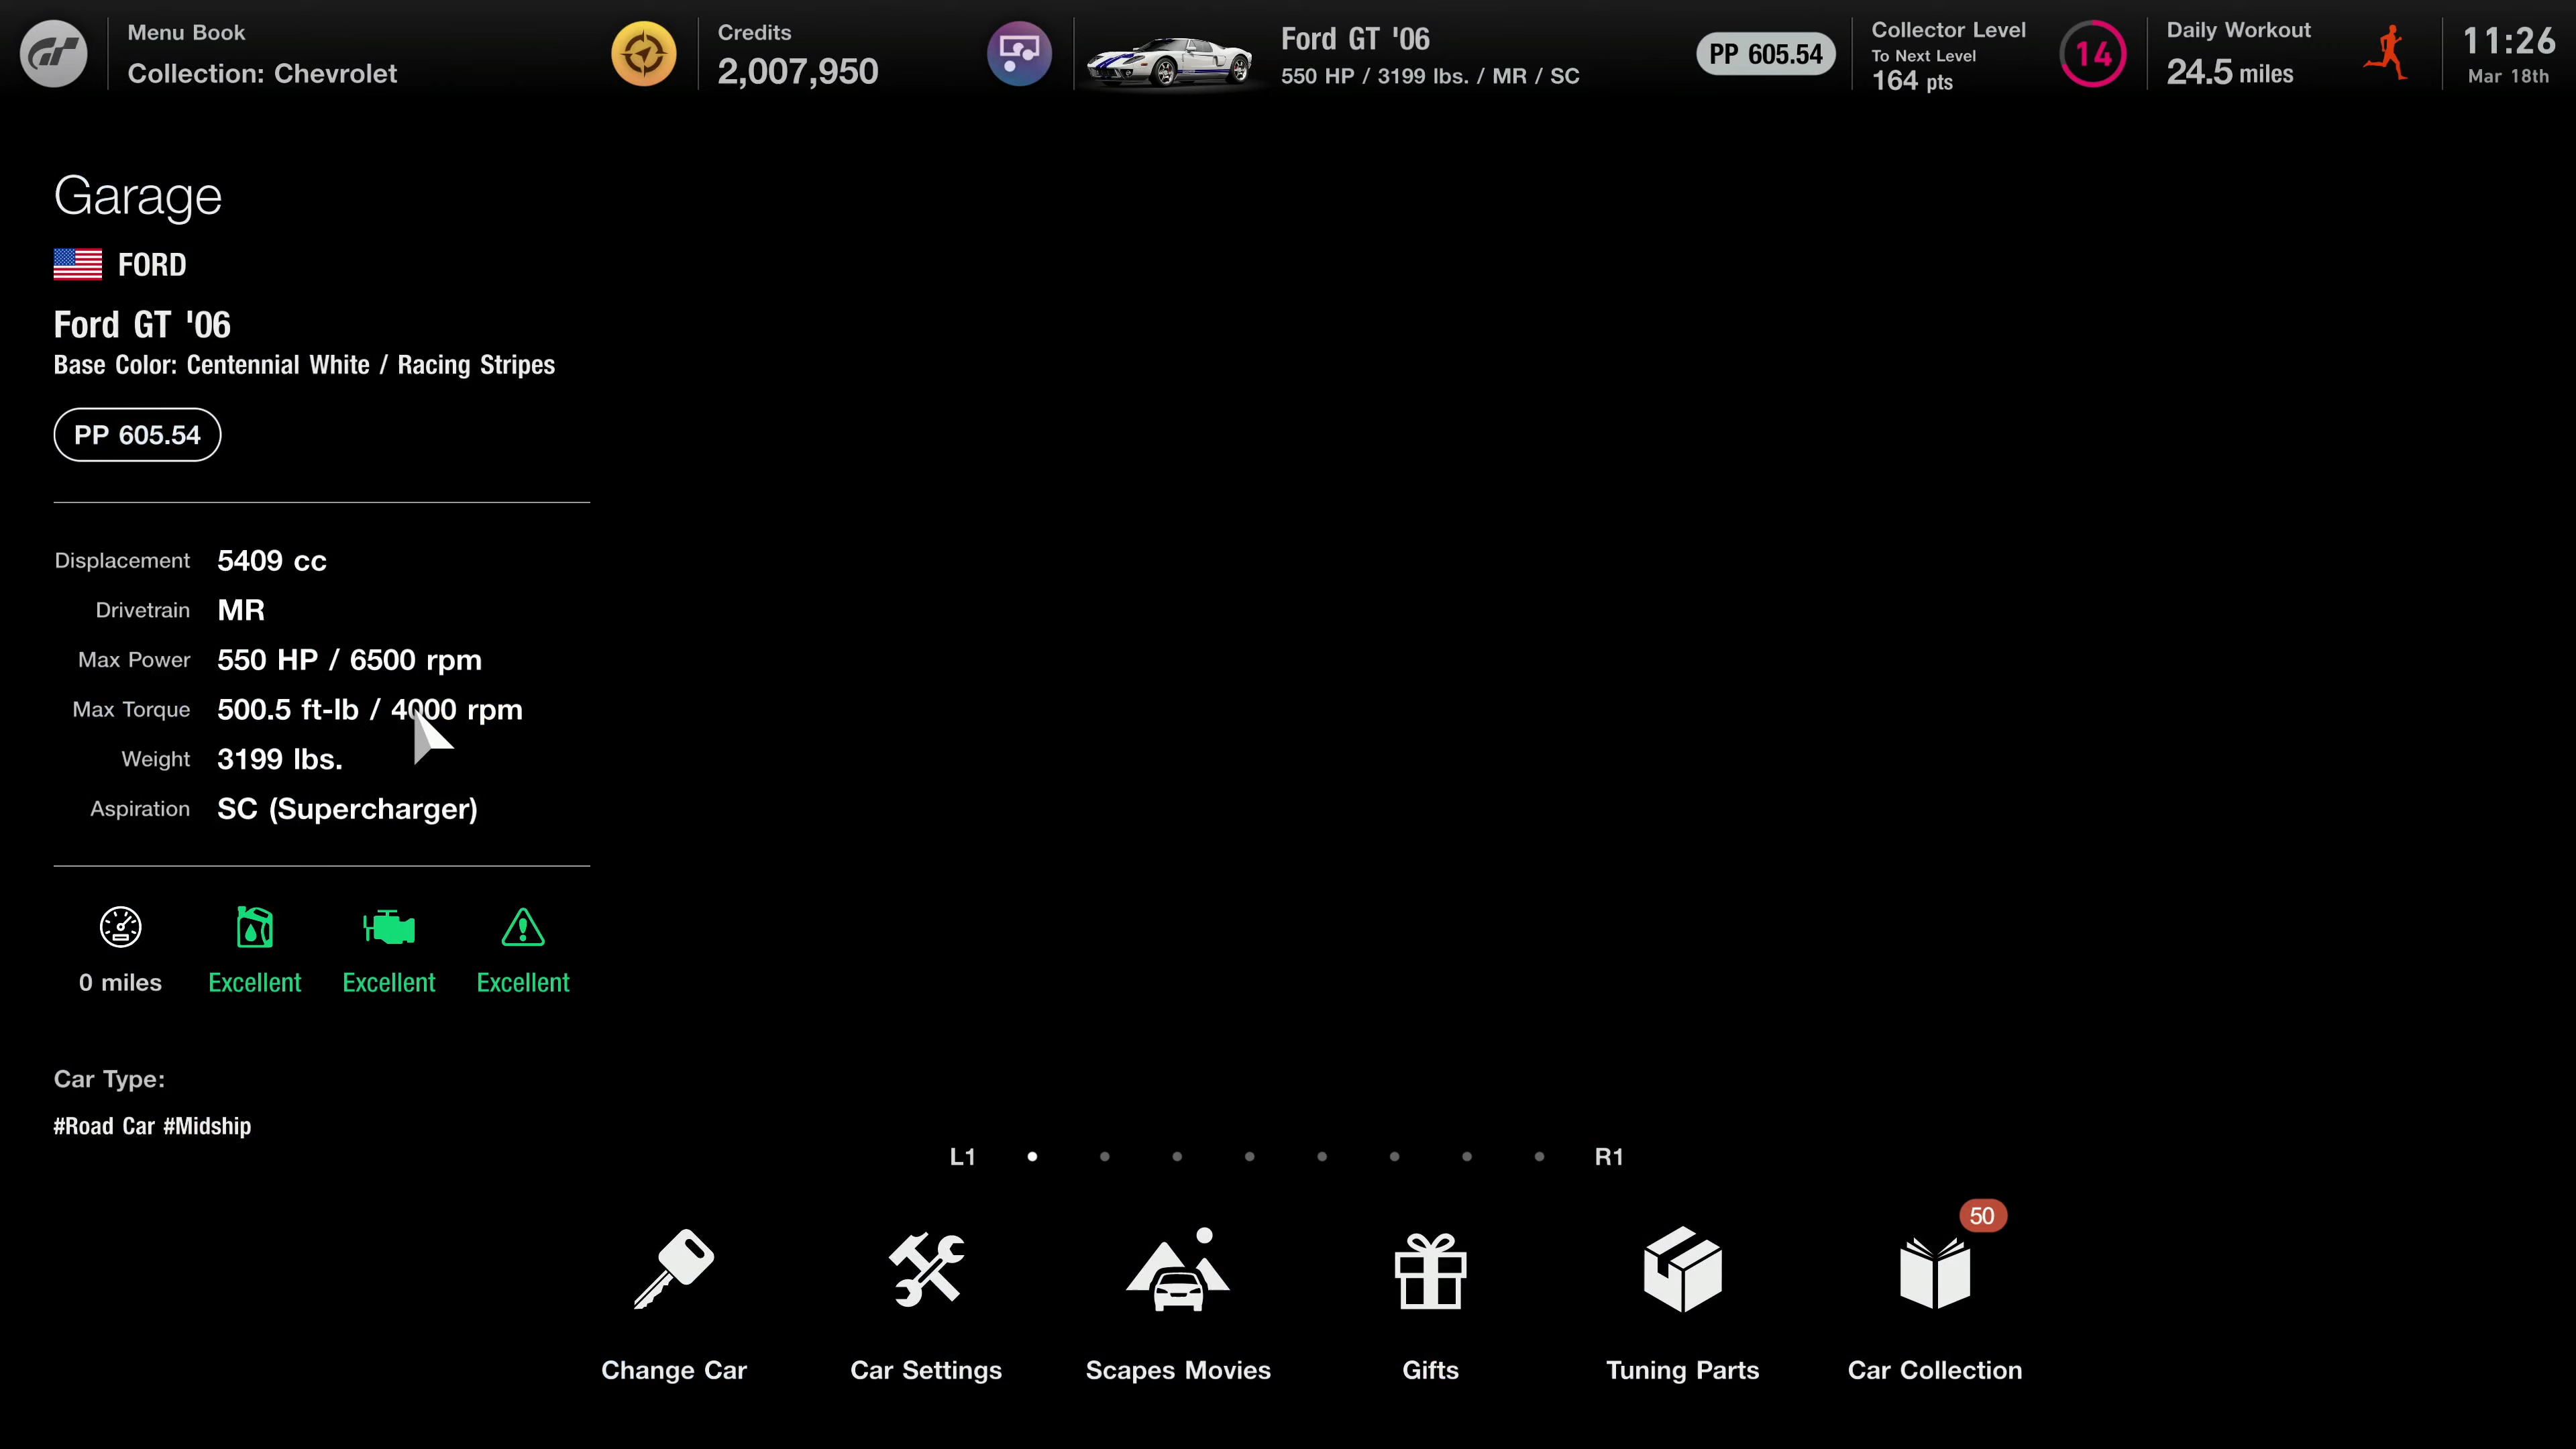 Menu Book
Collection: Chevrolet
Credits
2,007,950
Ford GT '06
550 HP / 3199 lbs. / MR / SC
PP 605.54
Collector Level
To Next Level
164 pts
14
Daily Workout
24.5 miles
11:26
Mar 18th
Garage
FORD
Ford GT '06
Base Color: Centennial White / Racing Stripes
PP 605.54
Displacement 5409 cc
Drivetrain MR
Max Power 550 HP / 6500 rpm
Max Torque 500.5 ft-lb / 4000 rpm
Weight 3199 lbs.
Aspiration SC (Supercharger)
0 miles Excellent Excellent Excellent
Car Type:
#Road Car #Midship
L1 R1
50
Change Car Car Settings Scapes Movies Gifts Tuning Parts Car Collection